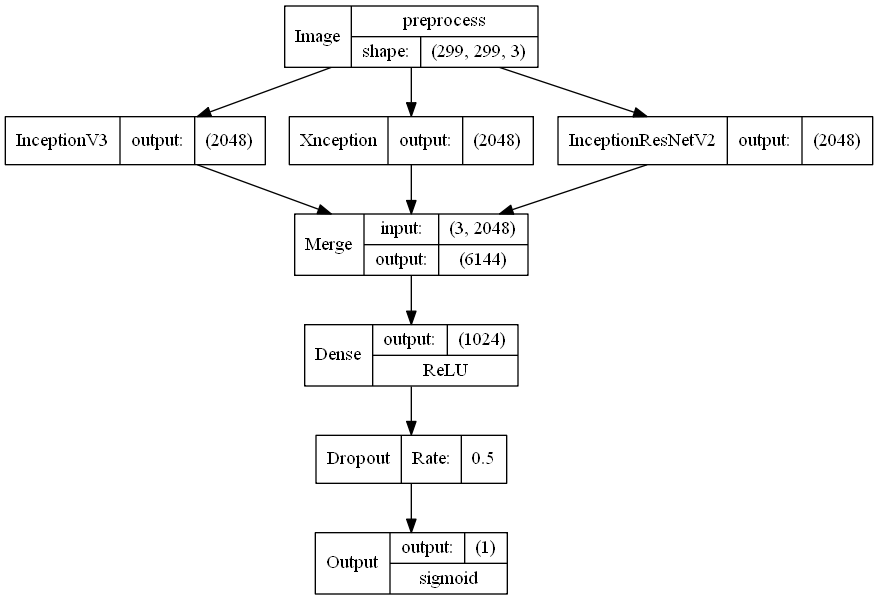 Image preprocess
shape: (299, 299, 3)
InceptionV3 output: (2048)
Xnception output: (2048)
InceptionResNetV2 output: (2048)
Merge input: (3, 2048)
output: (6144)
Dense output: (1024)
ReLU
Dropout Rate: 0.5
Output output: (1)
sigmoid